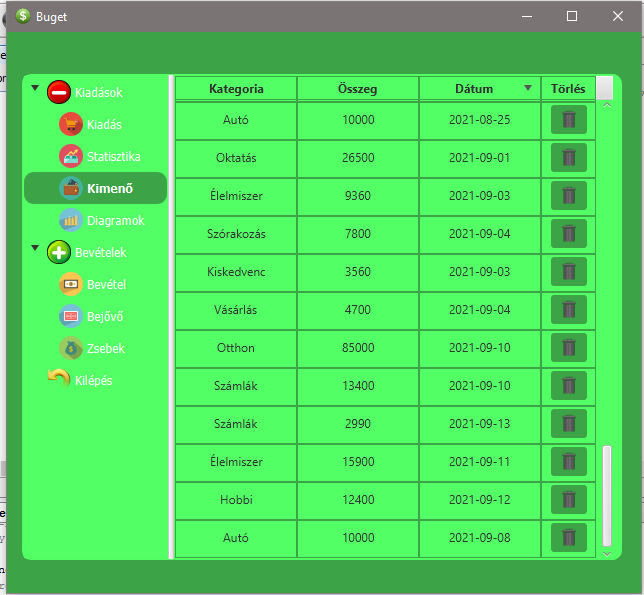 Buget
Kiadások
Kiadás
Statisztika
Kimenő
Diagramok
Bevételek
Bevétel
Bejővő
Zsebek
Kilépés
Kategoria Összeg Dátum Törlés
Autó 10000 2021-08-25
Oktatás 26500 2021-09-01
Élelmiszer 9360 2021-09-03
Szórakozás 7800 2021-09-04
Kiskedvenc 3560 2021-09-03
Vásárlás 4700 2021-09-04
Otthon 85000 2021-09-10
Számlák 13400 2021-09-10
Számlák 2990 2021-09-13
Élelmiszer 15900 2021-09-11
Hobbi 12400 2021-09-12
Autó 10000 2021-09-08